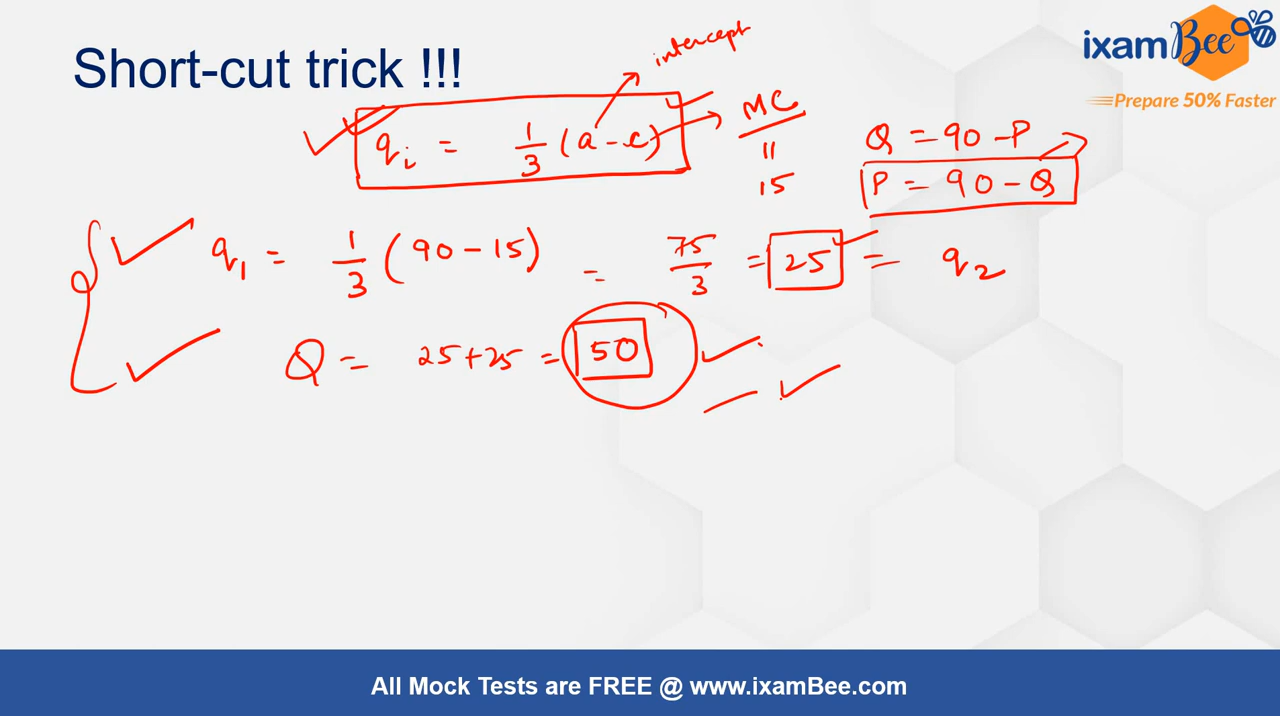 Short-cut trick !!!
ixamBee
Prepare 50% Faster
intercept
qᵢ = 1/3 (a - c)
MC
=
15
Q = 90 - P
P = 90 - Q
q₁ = 1/3 (90 - 15) = 75/3 = 25 = q₂
Q = 25 + 25 = 50
All Mock Tests are FREE @ www.ixamBee.com